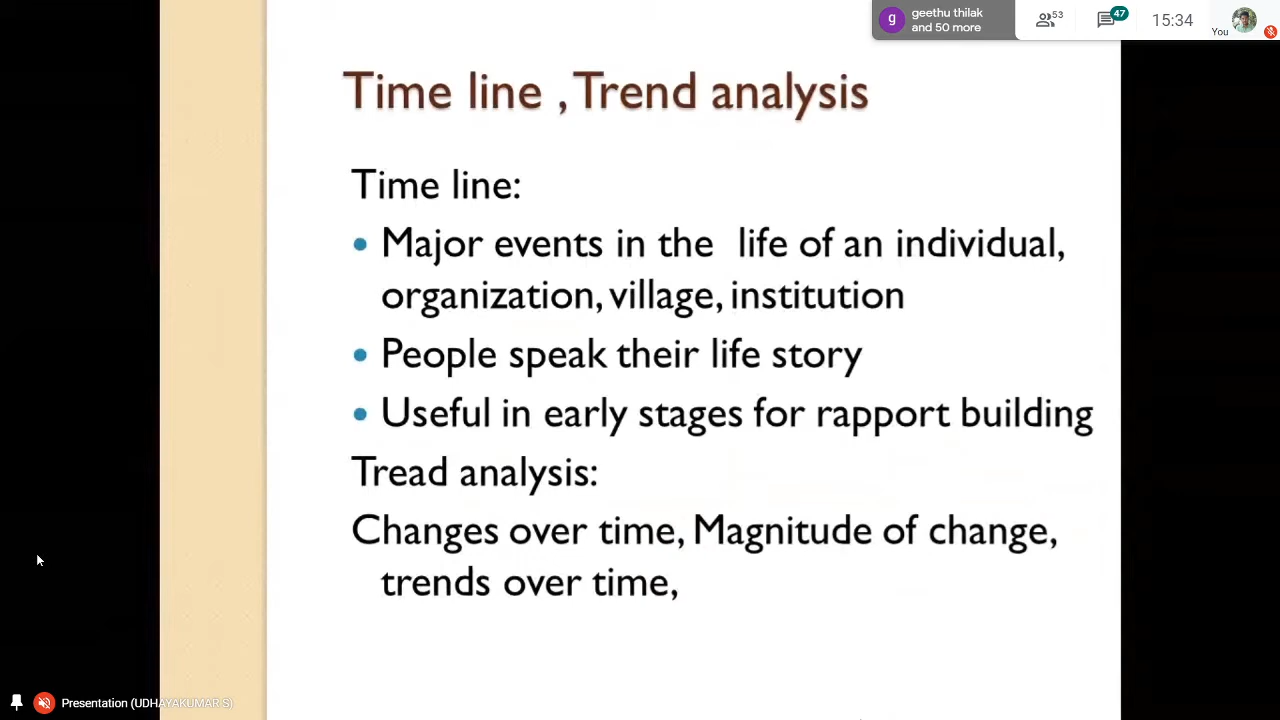 geethu thilak
and 50 more
g
53
47
15:34
You
Time line , Trend analysis
Time line:
• Major events in the life of an individual,
organization, village, institution
• People speak their life story
• Useful in early stages for rapport building
Tread analysis:
Changes over time, Magnitude of change,
trends over time,
Presentation (UDHAYAKUMAR S)